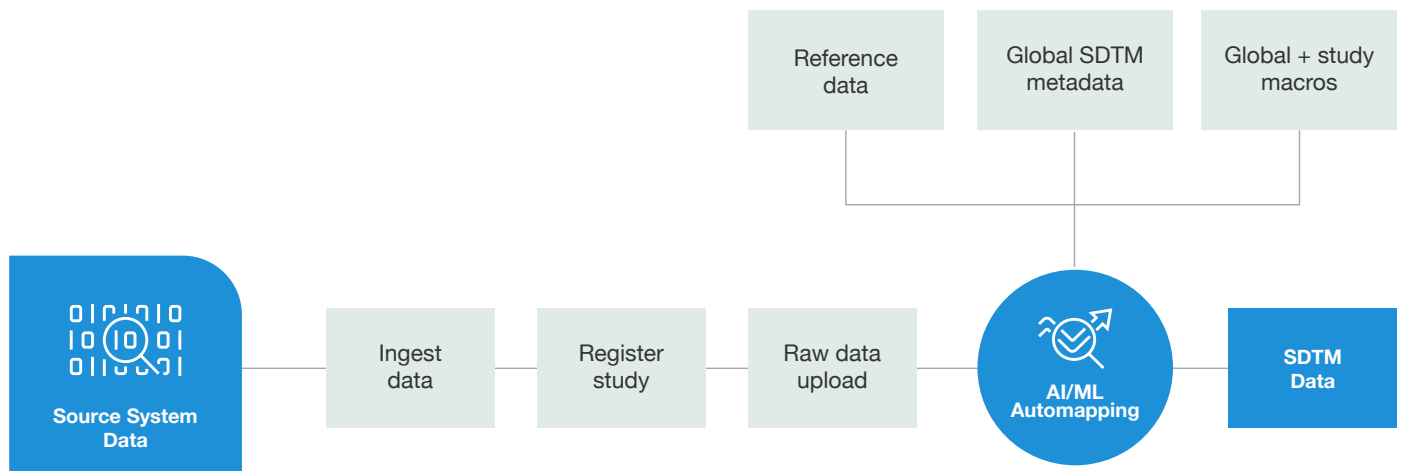 Reference
data
Global SDTM
metadata
Global + study
macros
Source System
Data
Ingest
data
Register
study
Raw data
upload
AI/ML
Automapping
SDTM
Data